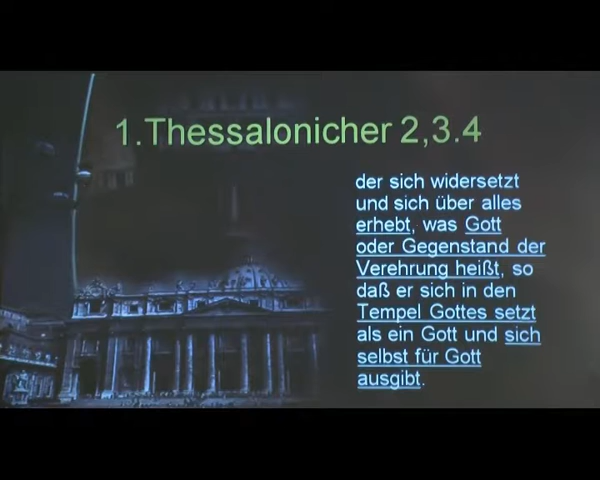 1.Thessalonicher 2,3.4
der sich widersetzt
und sich über alles
erhebt, was Gott
oder Gegenstand der
Verehrung heißt, so
daß er sich in den
Tempel Gottes setzt
als ein Gott und sich
selbst für Gott
ausgibt.